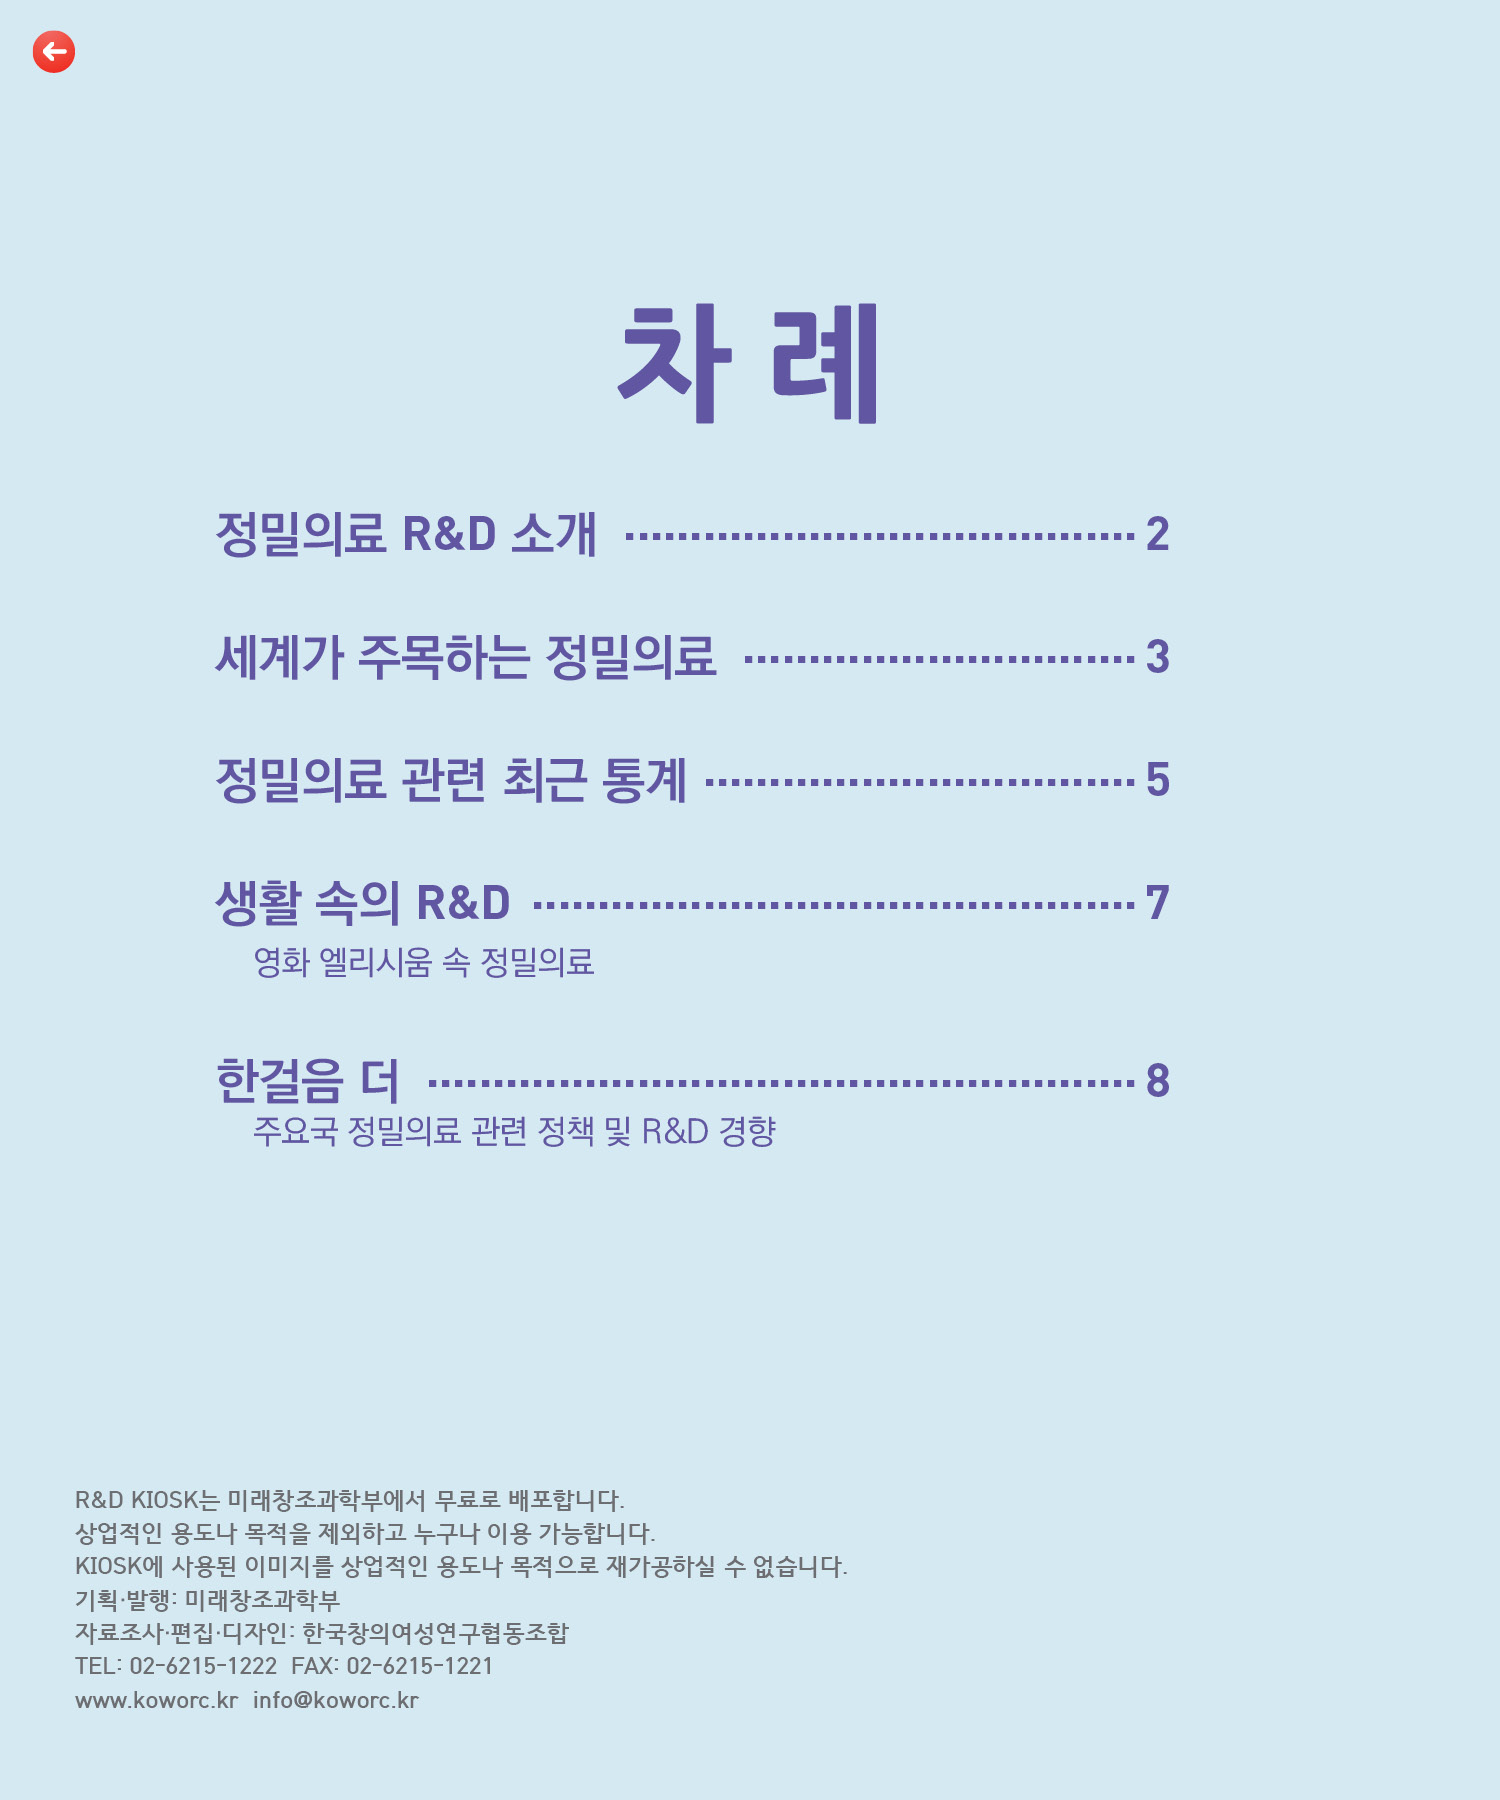 차 례
정밀의료 R&D 소개 ······································· 2
세계가 주목하는 정밀의료 ······························ 3
정밀의료 관련 최근 통계 ································· 5
생활 속의 R&D ·············································· 7
영화 엘리시움 속 정밀의료
한걸음 더 ······················································ 8
주요국 정밀의료 관련 정책 및 R&D 경향
R&D KIOSK는 미래창조과학부에서 무료로 배포합니다.
상업적인 용도나 목적을 제외하고 누구나 이용 가능합니다.
KIOSK에 사용된 이미지를 상업적인 용도나 목적으로 재가공하실 수 없습니다.
기획·발행: 미래창조과학부
자료조사·편집·디자인: 한국창의여성연구협동조합
TEL: 02-6215-1222 FAX: 02-6215-1221
www.koworc.kr info@koworc.kr